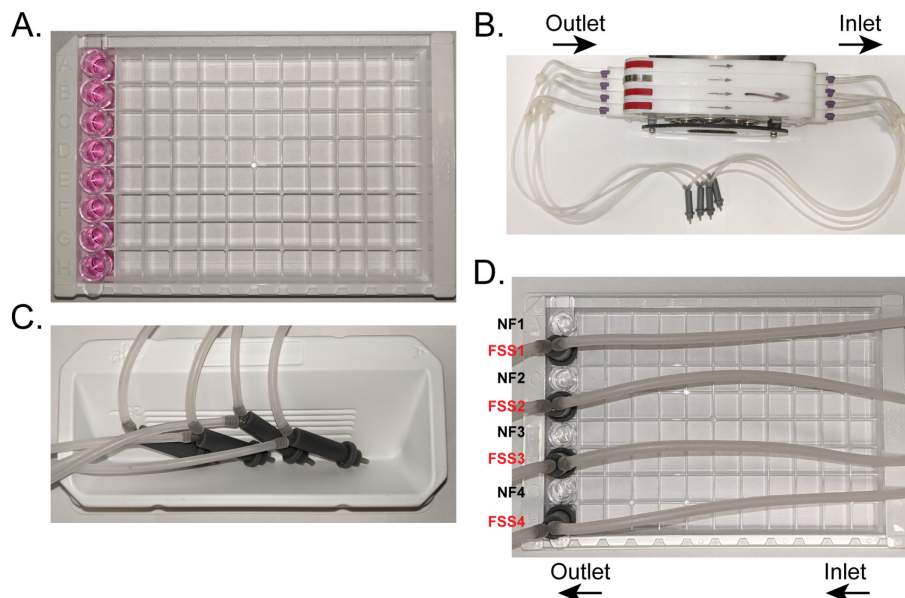 A.
A
B
C
D
E
F
G
H
B.
Outlet
Inlet
C.
D.
NF1
FSS1
NF2
FSS2
NF3
FSS3
NF4
FSS4
Outlet
Inlet